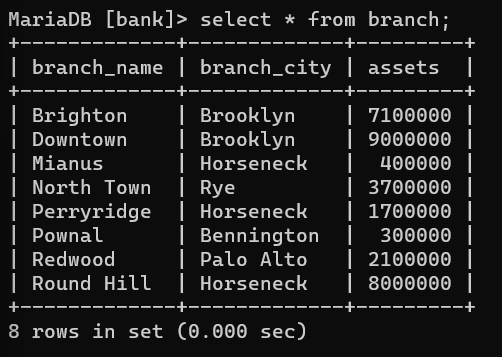 MariaDB [bank]> select * from branch;
+-------------+-------------+---------+
| branch_name | branch_city | assets  |
+-------------+-------------+---------+
| Brighton    | Brooklyn    | 7100000 |
| Downtown    | Brooklyn    | 9000000 |
| Mianus      | Horseneck   |  400000 |
| North Town  | Rye         | 3700000 |
| Perryridge  | Horseneck   | 1700000 |
| Pownal      | Bennington  |  300000 |
| Redwood     | Palo Alto   | 2100000 |
| Round Hill  | Horseneck   | 8000000 |
+-------------+-------------+---------+
8 rows in set (0.000 sec)